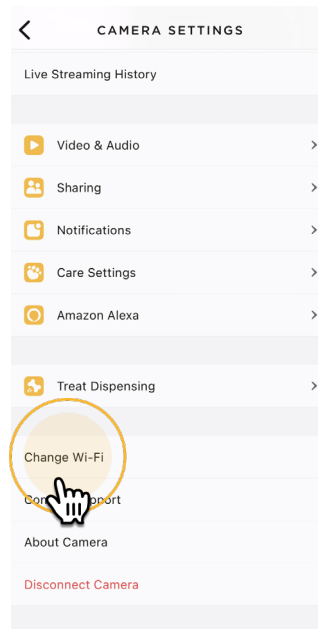 CAMERA SETTINGS
Live Streaming History
Video & Audio
Sharing
Notifications
Care Settings
Amazon Alexa
Treat Dispensing
Change Wi-Fi
About Camera
Disconnect Camera